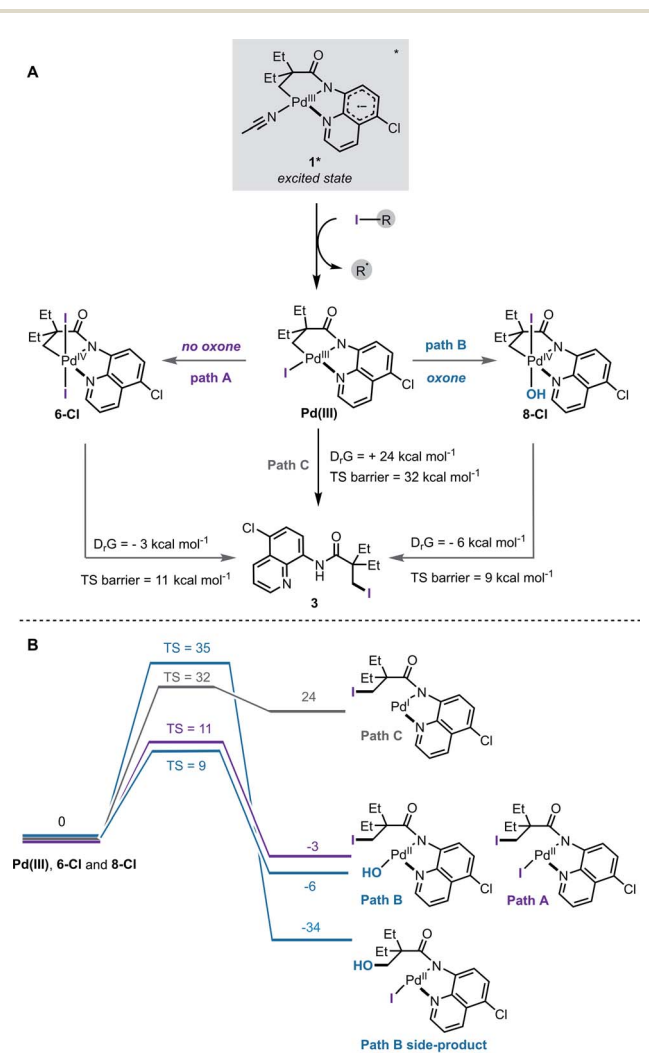 A
Et
O
*
Et
N
Pd^III
N
N
•−
Cl
1*
excited state
I—R
R•
Et
I
O
Et
N
Pd^IV
N
I
Cl
6-Cl
no oxone
path A
Et
O
Et
N
Pd^III
I
N
Cl
Pd(III)
path B
oxone
Et
I
O
Et
N
Pd^IV
N
OH
Cl
8-Cl
Path C
D_rG = + 24 kcal mol^-1
TS barrier = 32 kcal mol^-1
D_rG = - 3 kcal mol^-1
TS barrier = 11 kcal mol^-1
Cl
O
Et
Et
N
H
N
I
3
D_rG = - 6 kcal mol^-1
TS barrier = 9 kcal mol^-1
B
TS = 35
TS = 32
24
TS = 11
TS = 9
0
-3
-6
-34
Pd(III), 6-Cl and 8-Cl
Et
O
Et
I
N
Pd^I
N
Cl
Path C
Et
O
Et
I
N
Pd^II
HO
N
Cl
Path B
Et
O
Et
I
N
Pd^II
I
N
Cl
Path A
Et
O
Et
HO
N
Pd^II
I
N
Cl
Path B side-product